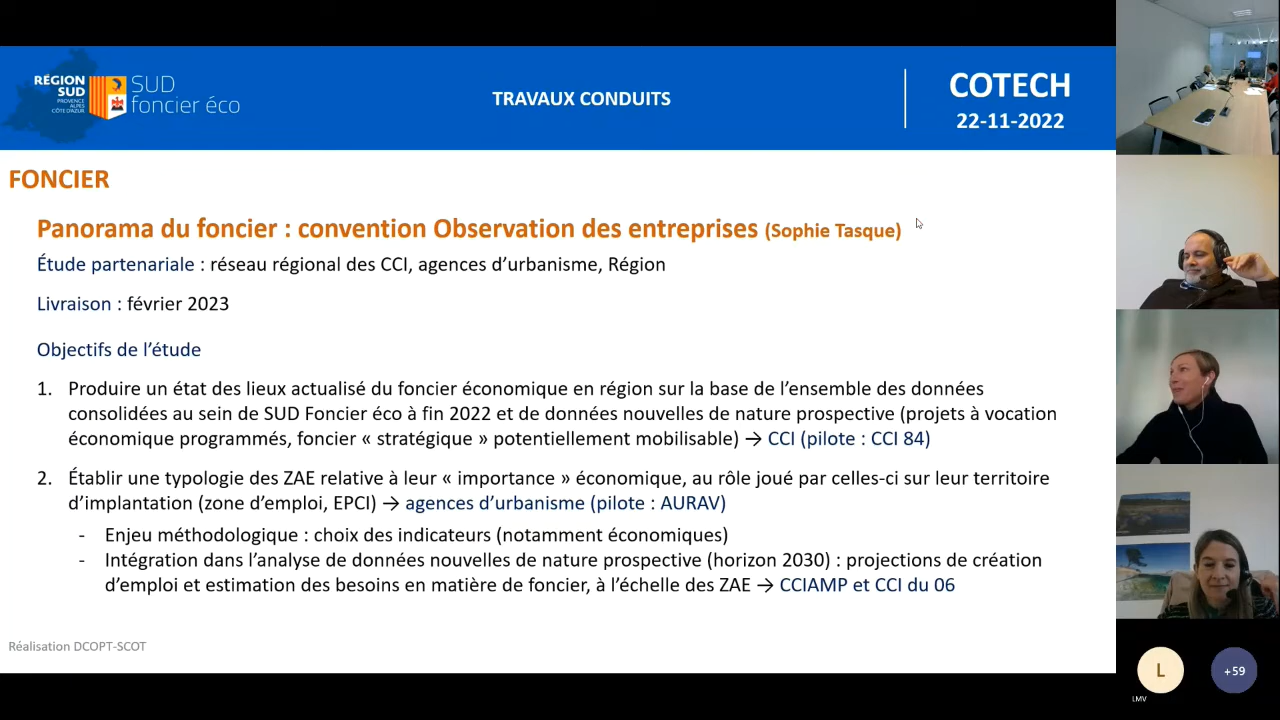 RÉGION
SUD
PROVENCE
ALPES
CÔTE D'AZUR
SUD
foncier éco
TRAVAUX CONDUITS
COTECH
22-11-2022
FONCIER
Panorama du foncier : convention Observation des entreprises (Sophie Tasque)
Étude partenariale : réseau régional des CCI, agences d’urbanisme, Région
Livraison : février 2023
Objectifs de l’étude
1. Produire un état des lieux actualisé du foncier économique en région sur la base de l’ensemble des données
consolidées au sein de SUD Foncier éco à fin 2022 et de données nouvelles de nature prospective (projets à vocation
économique programmés, foncier « stratégique » potentiellement mobilisable) → CCI (pilote : CCI 84)
2. Établir une typologie des ZAE relative à leur « importance » économique, au rôle joué par celles-ci sur leur territoire
d’implantation (zone d’emploi, EPCI) → agences d’urbanisme (pilote : AURAV)
- Enjeu méthodologique : choix des indicateurs (notamment économiques)
- Intégration dans l’analyse de données nouvelles de nature prospective (horizon 2030) : projections de création
d’emploi et estimation des besoins en matière de foncier, à l’échelle des ZAE → CCIAMP et CCI du 06
Réalisation DCOPT-SCOT
L
+59
LMV